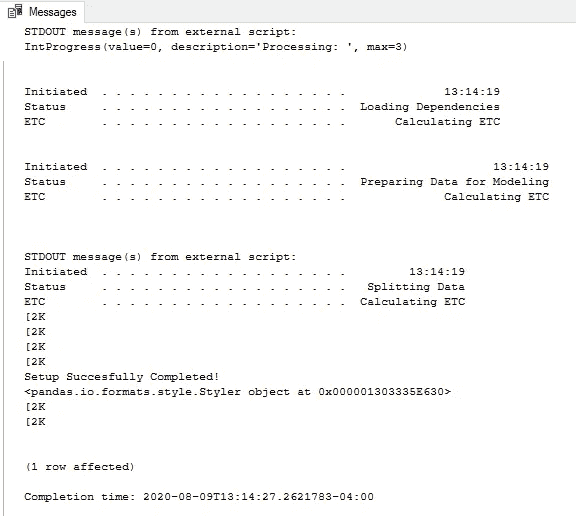 Messages
STDOUT message(s) from external script:
IntProgress(value=0, description='Processing: ', max=3)
Initiated . . . . . . . . . . . . . . . . . . 13:14:19
Status . . . . . . . . . . . . . . . . . . Loading Dependencies
ETC . . . . . . . . . . . . . . . . . . Calculating ETC
Initiated . . . . . . . . . . . . . . . . . . 13:14:19
Status . . . . . . . . . . . . . . . . . . Preparing Data for Modeling
ETC . . . . . . . . . . . . . . . . . . Calculating ETC
STDOUT message(s) from external script:
Initiated . . . . . . . . . . . . . . . . . . 13:14:19
Status . . . . . . . . . . . . . . . . . . Splitting Data
ETC . . . . . . . . . . . . . . . . . . Calculating ETC
[2K
[2K
[2K
[2K
Setup Succesfully Completed!
<pandas.io.formats.style.Styler object at 0x000001303335E630>
[2K
[2K
(1 row affected)
Completion time: 2020-08-09T13:14:27.2621783-04:00